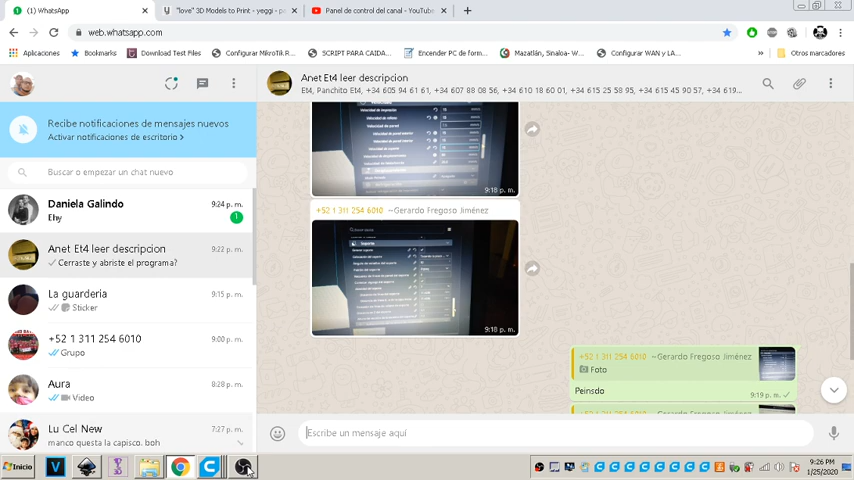 (1) WhatsApp
"love" 3D Models to Print - yeggi - pa
Panel de control del canal - YouTube
web.whatsapp.com
Aplicaciones
Bookmarks
Download Test Files
Configurar MikroTiK R...
SCRIPT PARA CAIDA...
Encender PC de form...
Mazatlán, Sinaloa- W...
Configurar WAN y LA...
»
Otros marcadores
Anet Et4 leer descripcion
Et4, Panchito Et4, +34 605 94 61 61, +34 607 88 08 56, +34 610 18 60 01, +34 615 25 58 95, +34 615 45 90 57, +34 619...
Recibe notificaciones de mensajes nuevos
Activar notificaciones de escritorio >
Buscar o empezar un chat nuevo
Daniela Galindo
9:24 p. m.
Ehy
1
Anet Et4 leer descripcion
9:22 p. m.
Cerraste y abriste el programa?
La guarderia
9:15 p. m.
Sticker
+52 1 311 254 6010
9:00 p. m.
Grupo
Aura
8:28 p. m.
Video
Lu Cel New
7:27 p. m.
manco questa la capisco. boh
9:18 p. m.
+52 1 311 254 6010 ~Gerardo Fregoso Jiménez
9:18 p. m.
+52 1 311 254 6010 ~Gerardo Fregoso Jiménez
Foto
Peinsdo
9:19 p. m.
Escribe un mensaje aquí
Inicio
9:26 PM
1/25/2020